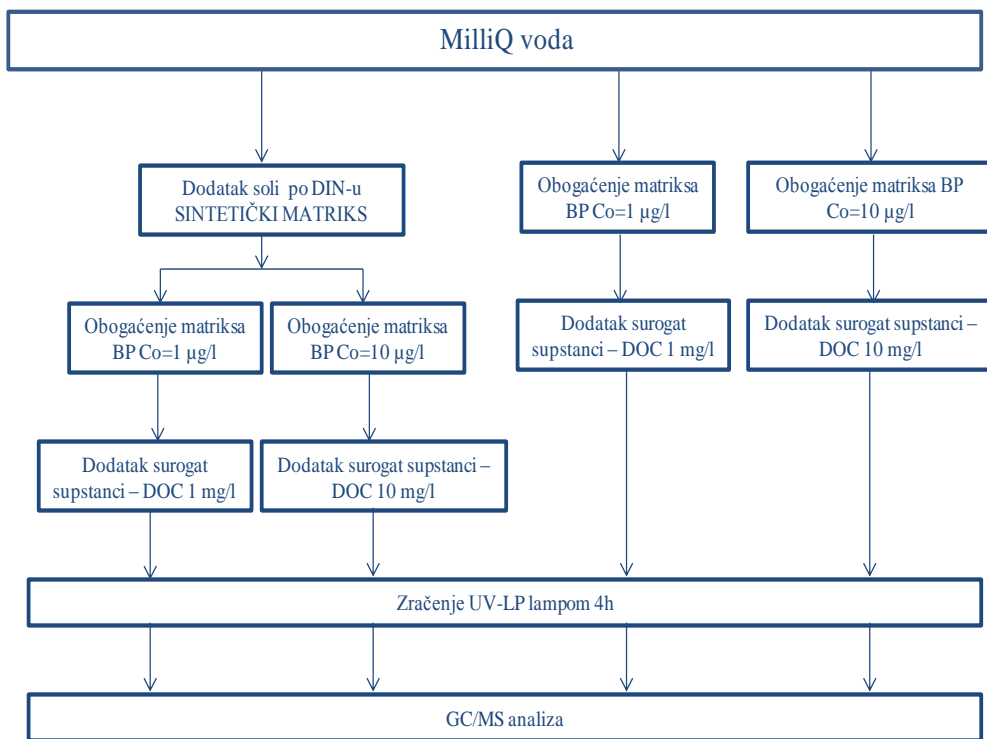 MilliQ voda
Dodatak soli po DIN-u
SINTETIČKI MATRIKS
Obogaćenje matriksa
BP Co=1 µg/l
Obogaćenje matriksa BP
Co=10 µg/l
Obogaćenje matriksa
BP Co=1 µg/l
Obogaćenje matriksa
BP Co=10 µg/l
Dodatak surogat
supstanci – DOC 1 mg/l
Dodatak surogat supstanci –
DOC 10 mg/l
Dodatak surogat
supstanci – DOC 1 mg/l
Dodatak surogat supstanci –
DOC 10 mg/l
Zračenje UV-LP lampom 4h
GC/MS analiza